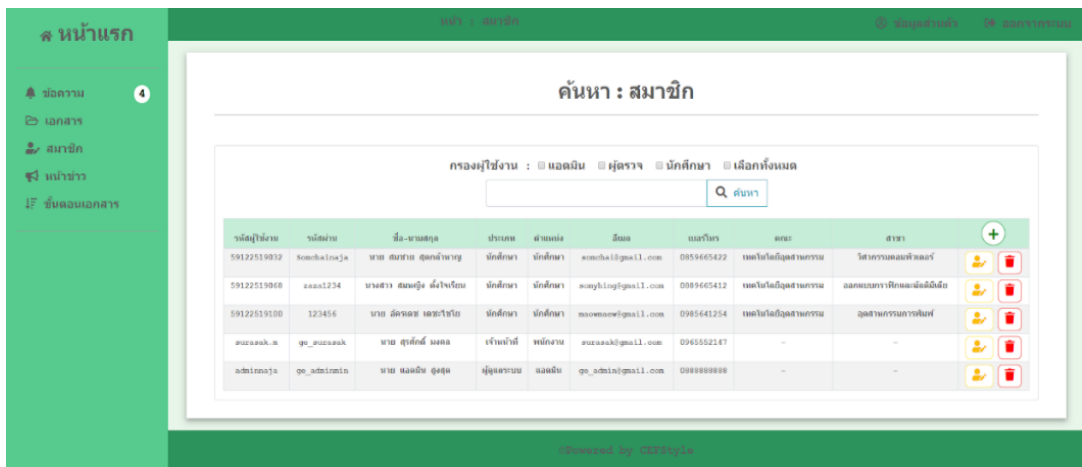 หน้าแรก
หน้า : สมาชิก
ข้อมูลส่วนตัว ออกจากระบบ
ข้อความ 4
เอกสาร
สมาชิก
หน้าข่าว
ขั้นตอนเอกสาร
ค้นหา : สมาชิก
กรองผู้ใช้งาน : แอดมิน ผู้ตรวจ นักศึกษา เลือกทั้งหมด
ค้นหา
รหัสผู้ใช้งาน รหัสผ่าน ชื่อ-นามสกุล ประเภท ตำแหน่ง อีเมล เบอร์โทร คณะ สาขา
59122519032 Somchainaja นาย สมชาย สุดกล้าหาญ นักศึกษา นักศึกษา somchai@gmail.com 0859665422 เทคโนโลยีอุตสาหกรรม วิศวกรรมคอมพิวเตอร์
59122519068 zaza1234 นางสาว สมหญิง ตั้งใจเรียน นักศึกษา นักศึกษา somyhing@gmail.com 0989665412 เทคโนโลยีอุตสาหกรรม ออกแบบกราฟิกและมัลติมีเดีย
59122519100 123456 นาย อัครเดช เดชะวิชโย นักศึกษา นักศึกษา maowmaow@gmail.com 0985641254 เทคโนโลยีอุตสาหกรรม อุตสาหกรรมการพิมพ์
surasak.m ge_surasak นาย สุรศักดิ์ มงคล เจ้าหน้าที่ พนักงาน surasak@gmail.com 0965552147 - -
adminnaja ge_adminmin นาย แอดมิน สูงสุด ผู้ดูแลระบบ แอดมิน ge_admin@gmail.com 0888888888 - -
©Powered by CEPStyle